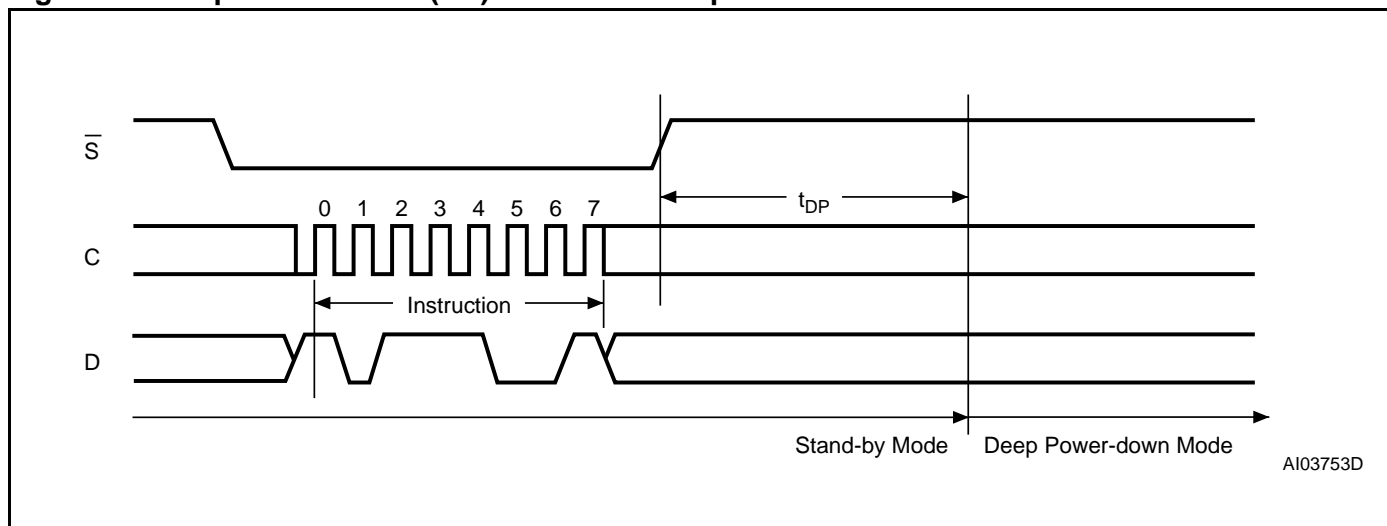 S̅
0 1 2 3 4 5 6 7
tDP
C
Instruction
D
Stand-by Mode Deep Power-down Mode
AI03753D